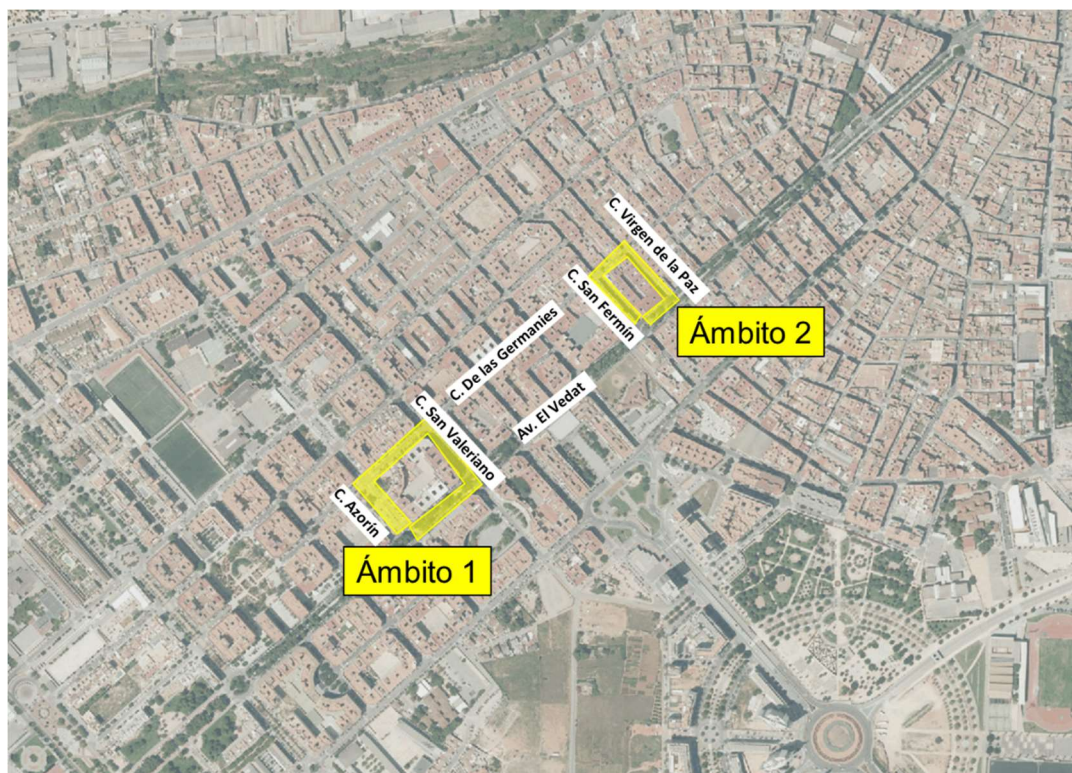 C. Virgen de la Paz
C. San Fermín
Ámbito 2
C. De las Germanies
Av. El Vedat
C. San Valeriano
C. Azorín
Ámbito 1